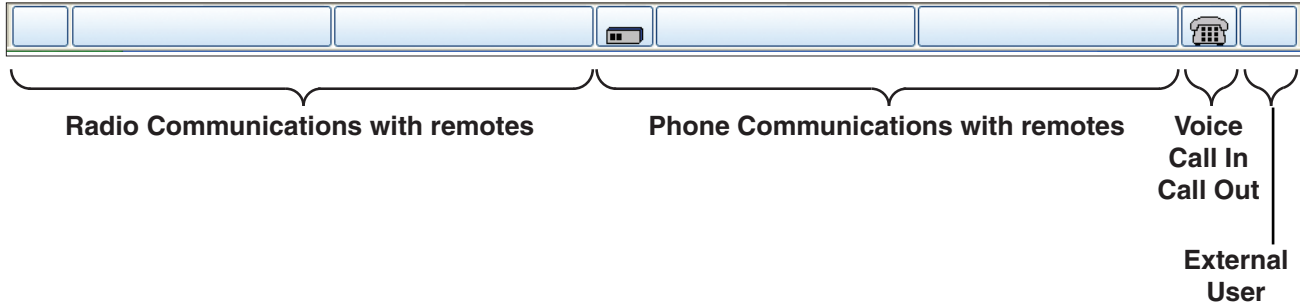 Radio Communications with remotes
Phone Communications with remotes
Voice
Call In
Call Out
External
User